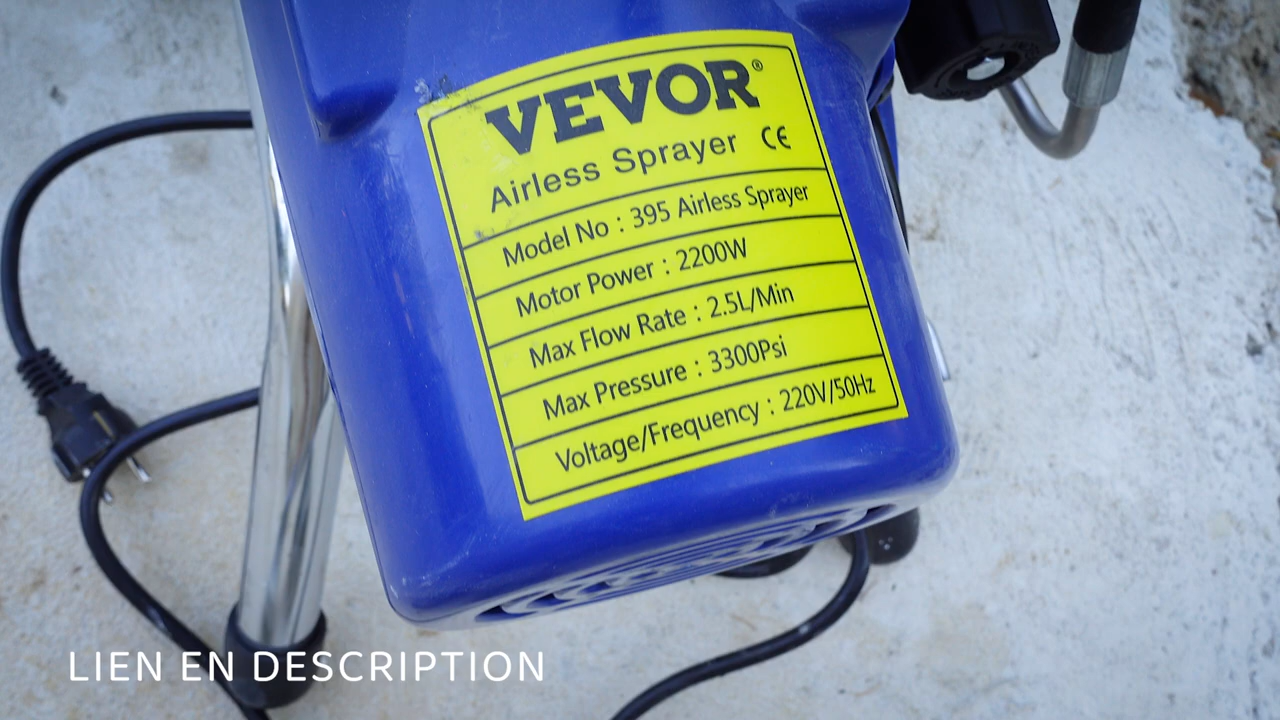 VEVOR®
Airless Sprayer CE
Model No : 395 Airless Sprayer
Motor Power : 2200W
Max Flow Rate : 2.5L/Min
Max Pressure : 3300Psi
Voltage/Frequency : 220V/50Hz
LIEN EN DESCRIPTION